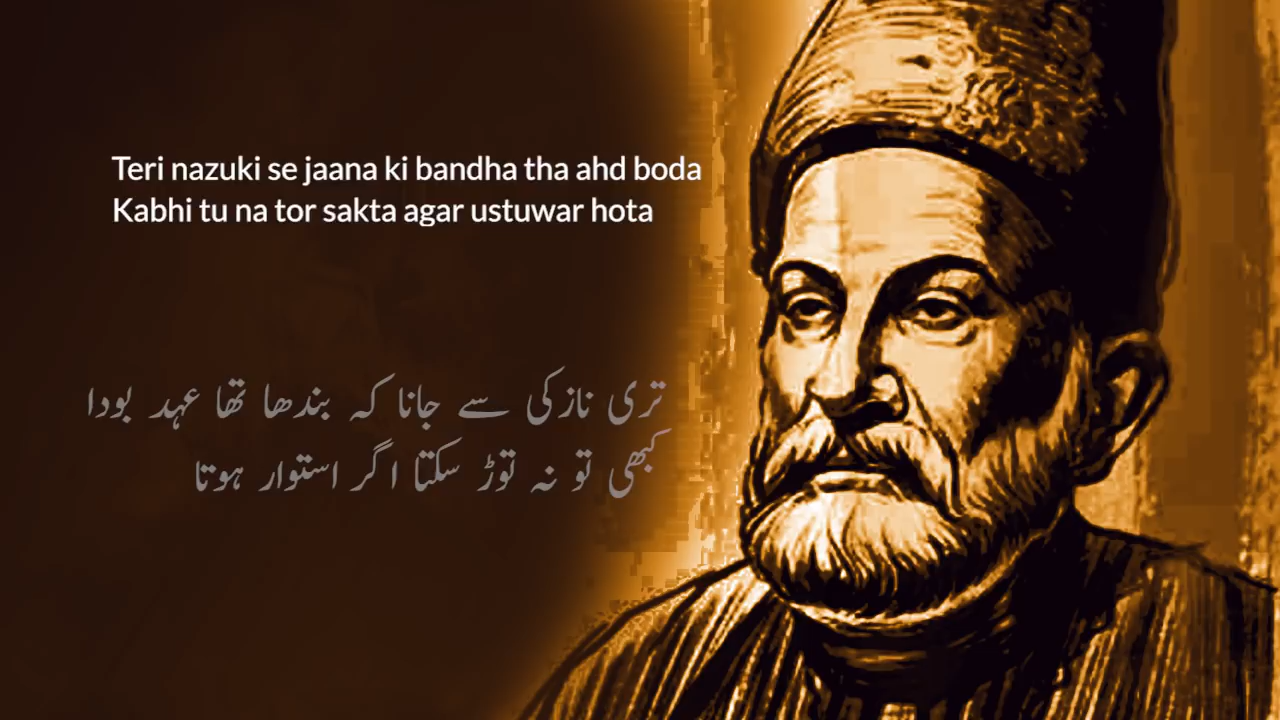 Teri nazuki se jaana ki bandha tha ahd boda
Kabhi tu na tor sakta agar ustuwar hota
تری نازکی سے جانا کہ بندھا تھا عہد بودا
کبھی تو نہ توڑ سکتا اگر استوار ہوتا